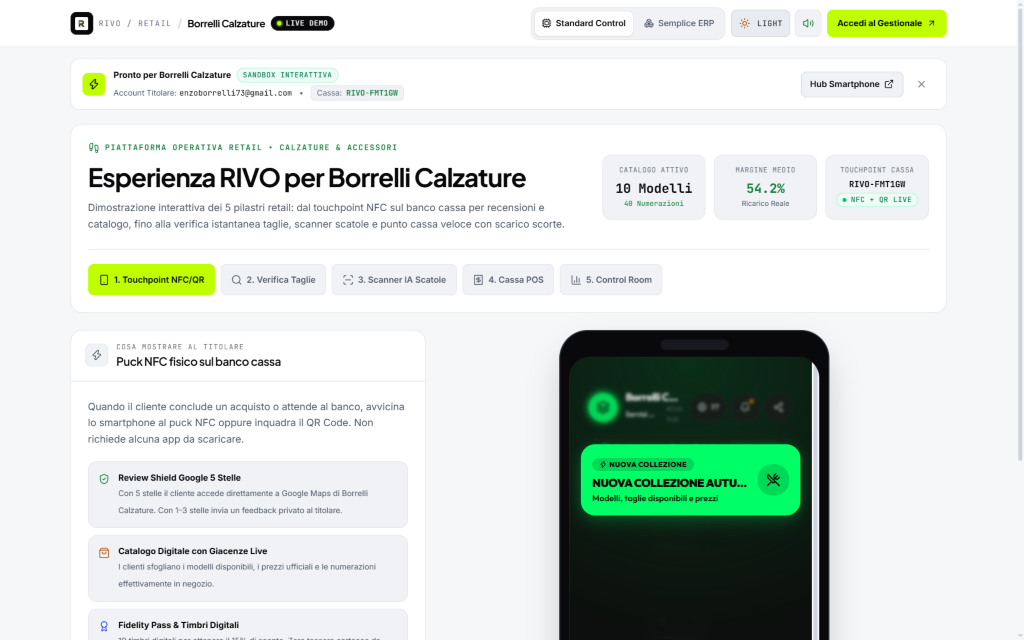 R RIVO / RETAIL / Borrelli Calzature LIVE DEMO
Standard Control
Semplice ERP
LIGHT
Accedi al Gestionale
Pronto per Borrelli Calzature SANDBOX INTERATTIVA
Account Titolare: enzoborrelli73@gmail.com • Cassa: RIVO-FMT1GW
Hub Smartphone
PIATTAFORMA OPERATIVA RETAIL • CALZATURE & ACCESSORI
Esperienza RIVO per Borrelli Calzature
Dimostrazione interattiva dei 5 pilastri retail: dal touchpoint NFC sul banco cassa per recensioni e
catalogo, fino alla verifica istantanea taglie, scanner scatole e punto cassa veloce con scarico scorte.
CATALOGO ATTIVO
10 Modelli
40 Numerazioni
MARGINE MEDIO
54.2%
Ricarico Reale
TOUCHPOINT CASSA
RIVO-FMT1GW
NFC + QR LIVE
1. Touchpoint NFC/QR
2. Verifica Taglie
3. Scanner IA Scatole
4. Cassa POS
5. Control Room
COSA MOSTRARE AL TITOLARE
Puck NFC fisico sul banco cassa
Quando il cliente conclude un acquisto o attende al banco, avvicina
lo smartphone al puck NFC oppure inquadra il QR Code. Non
richiede alcuna app da scaricare.
Review Shield Google 5 Stelle
Con 5 stelle il cliente accede direttamente a Google Maps di Borrelli
Calzature. Con 1-3 stelle invia un feedback privato al titolare.
Catalogo Digitale con Giacenze Live
I clienti sfogliano i modelli disponibili, i prezzi ufficiali e le numerazioni
effettivamente in negozio.
Fidelity Pass & Timbri Digitali
Borrelli C...
Servizi ...
IT
NUOVA COLLEZIONE
NUOVA COLLEZIONE AUTU...
Modelli, taglie disponibili e prezzi